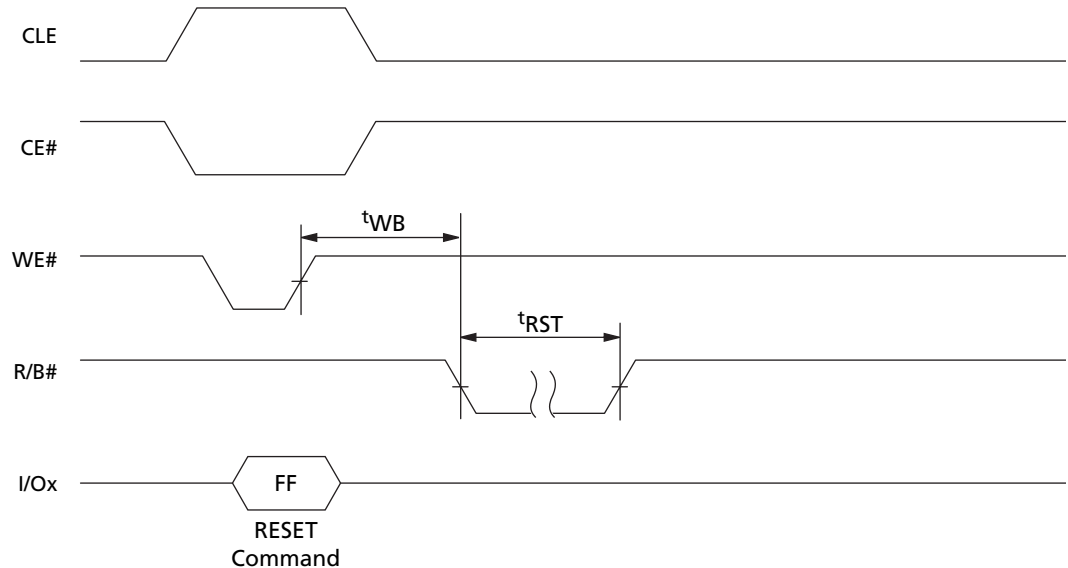 CLE
CE#
tWB
WE#
tRST
R/B#
I/Ox
FF
RESET
Command